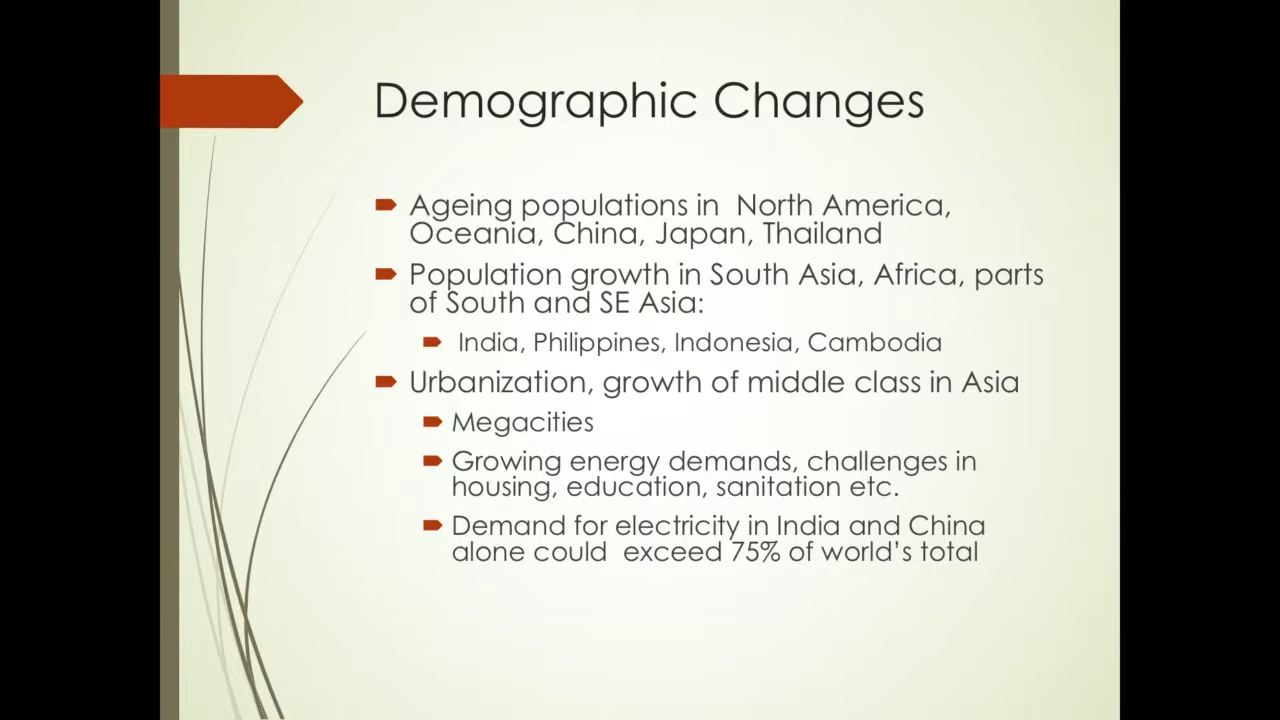 Demographic Changes
Ageing populations in  North America,
Oceania, China, Japan, Thailand
Population growth in South Asia, Africa, parts
of South and SE Asia:
India, Philippines, Indonesia, Cambodia
Urbanization, growth of middle class in Asia
Megacities
Growing energy demands, challenges in
housing, education, sanitation etc.
Demand for electricity in India and China
alone could  exceed 75% of world’s total